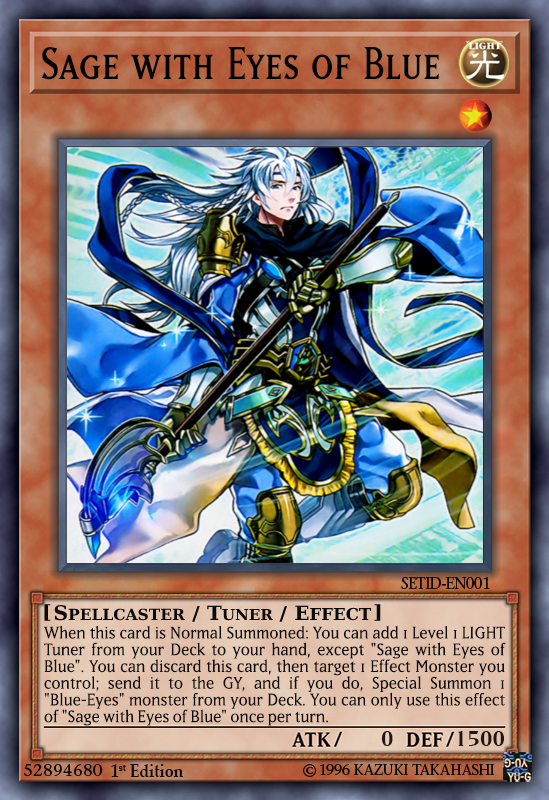 SAGE WITH EYES OF BLUE
LIGHT
光
SETID-EN001
[SPELLCASTER / TUNER / EFFECT]
When this card is Normal Summoned: You can add 1 Level 1 LIGHT
Tuner from your Deck to your hand, except "Sage with Eyes of
Blue". You can discard this card, then target 1 Effect Monster you
control; send it to the GY, and if you do, Special Summon 1
"Blue-Eyes" monster from your Deck. You can only use this effect
of "Sage with Eyes of Blue" once per turn.
ATK/ 0 DEF/1500
52894680 1st Edition © 1996 KAZUKI TAKAHASHI
YU-G
YU-G